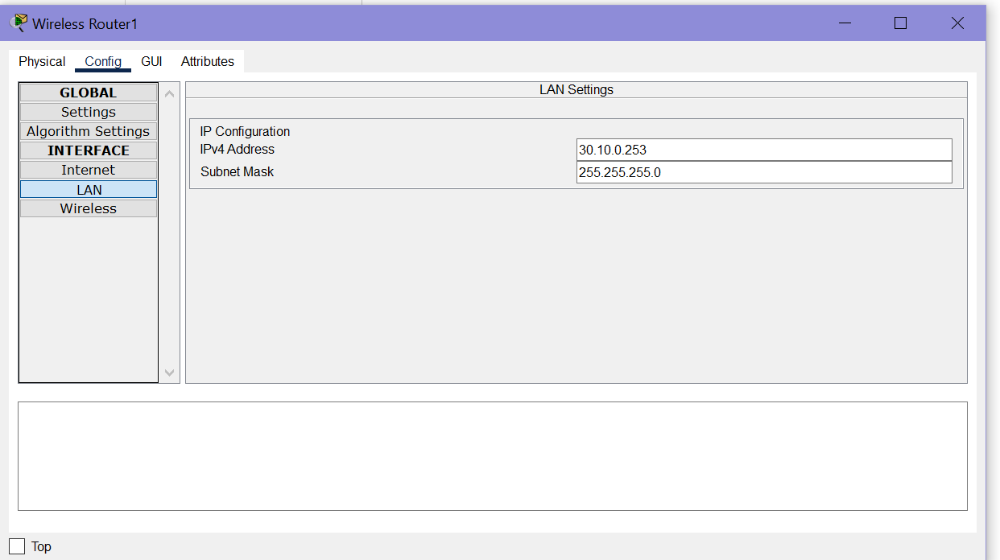 Wireless Router1
Physical Config GUI Attributes
GLOBAL
Settings
Algorithm Settings
INTERFACE
Internet
LAN
Wireless
LAN Settings
IP Configuration
IPv4 Address 30.10.0.253
Subnet Mask 255.255.255.0
Top